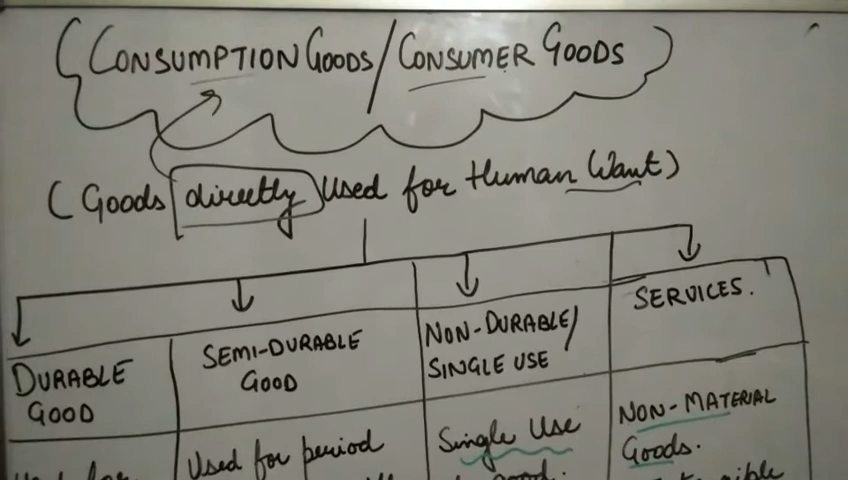 (CONSUMPTION GOODS/CONSUMER GOODS)
(Goods directly Used for Human Want)
DURABLE
GOOD
SEMI-DURABLE
GOOD
NON-DURABLE/
SINGLE USE
SERVICES.
Used for period
Single Use
good.
NON-MATERIAL
Goods.